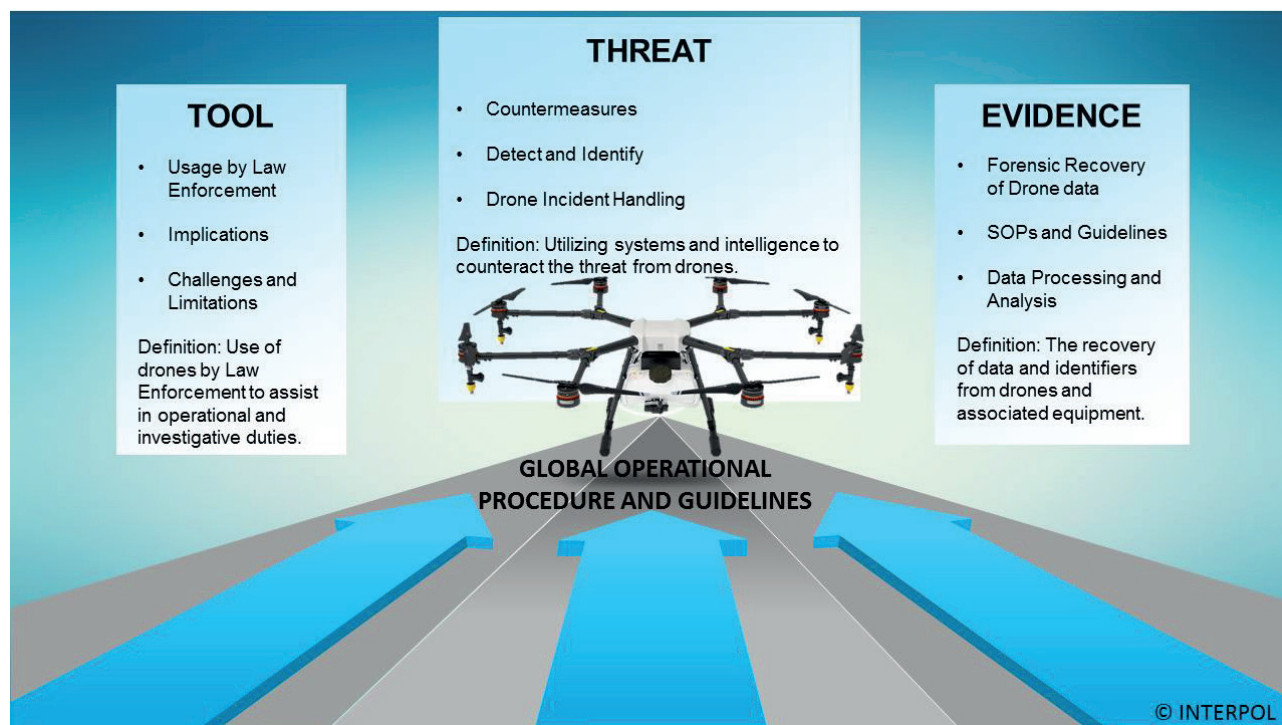 TOOL
• Usage by Law
Enforcement
• Implications
• Challenges and
Limitations
Definition: Use of
drones by Law
Enforcement to assist
in operational and
investigative duties.
THREAT
• Countermeasures
• Detect and Identify
• Drone Incident Handling
Definition: Utilizing systems and intelligence to
counteract the threat from drones.
EVIDENCE
• Forensic Recovery
of Drone data
• SOPs and Guidelines
• Data Processing and
Analysis
Definition: The recovery
of data and identifiers
from drones and
associated equipment.
GLOBAL OPERATIONAL
PROCEDURE AND GUIDELINES
© INTERPOL